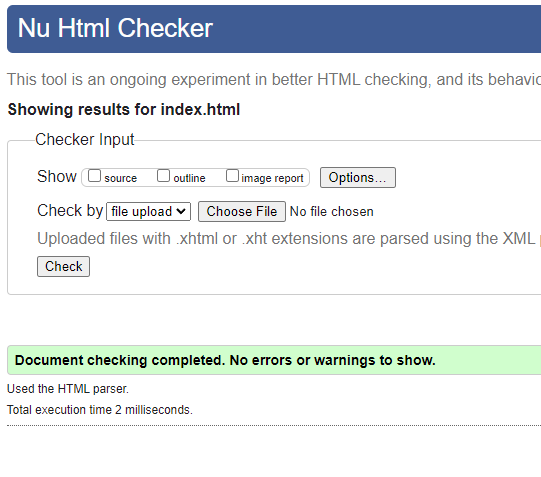 Nu Html Checker
This tool is an ongoing experiment in better HTML checking, and its behavio
Showing results for index.html
Checker Input
Show source outline image report Options...
Check by file upload Choose File No file chosen
Uploaded files with .xhtml or .xht extensions are parsed using the XML
Check
Document checking completed. No errors or warnings to show.
Used the HTML parser.
Total execution time 2 milliseconds.